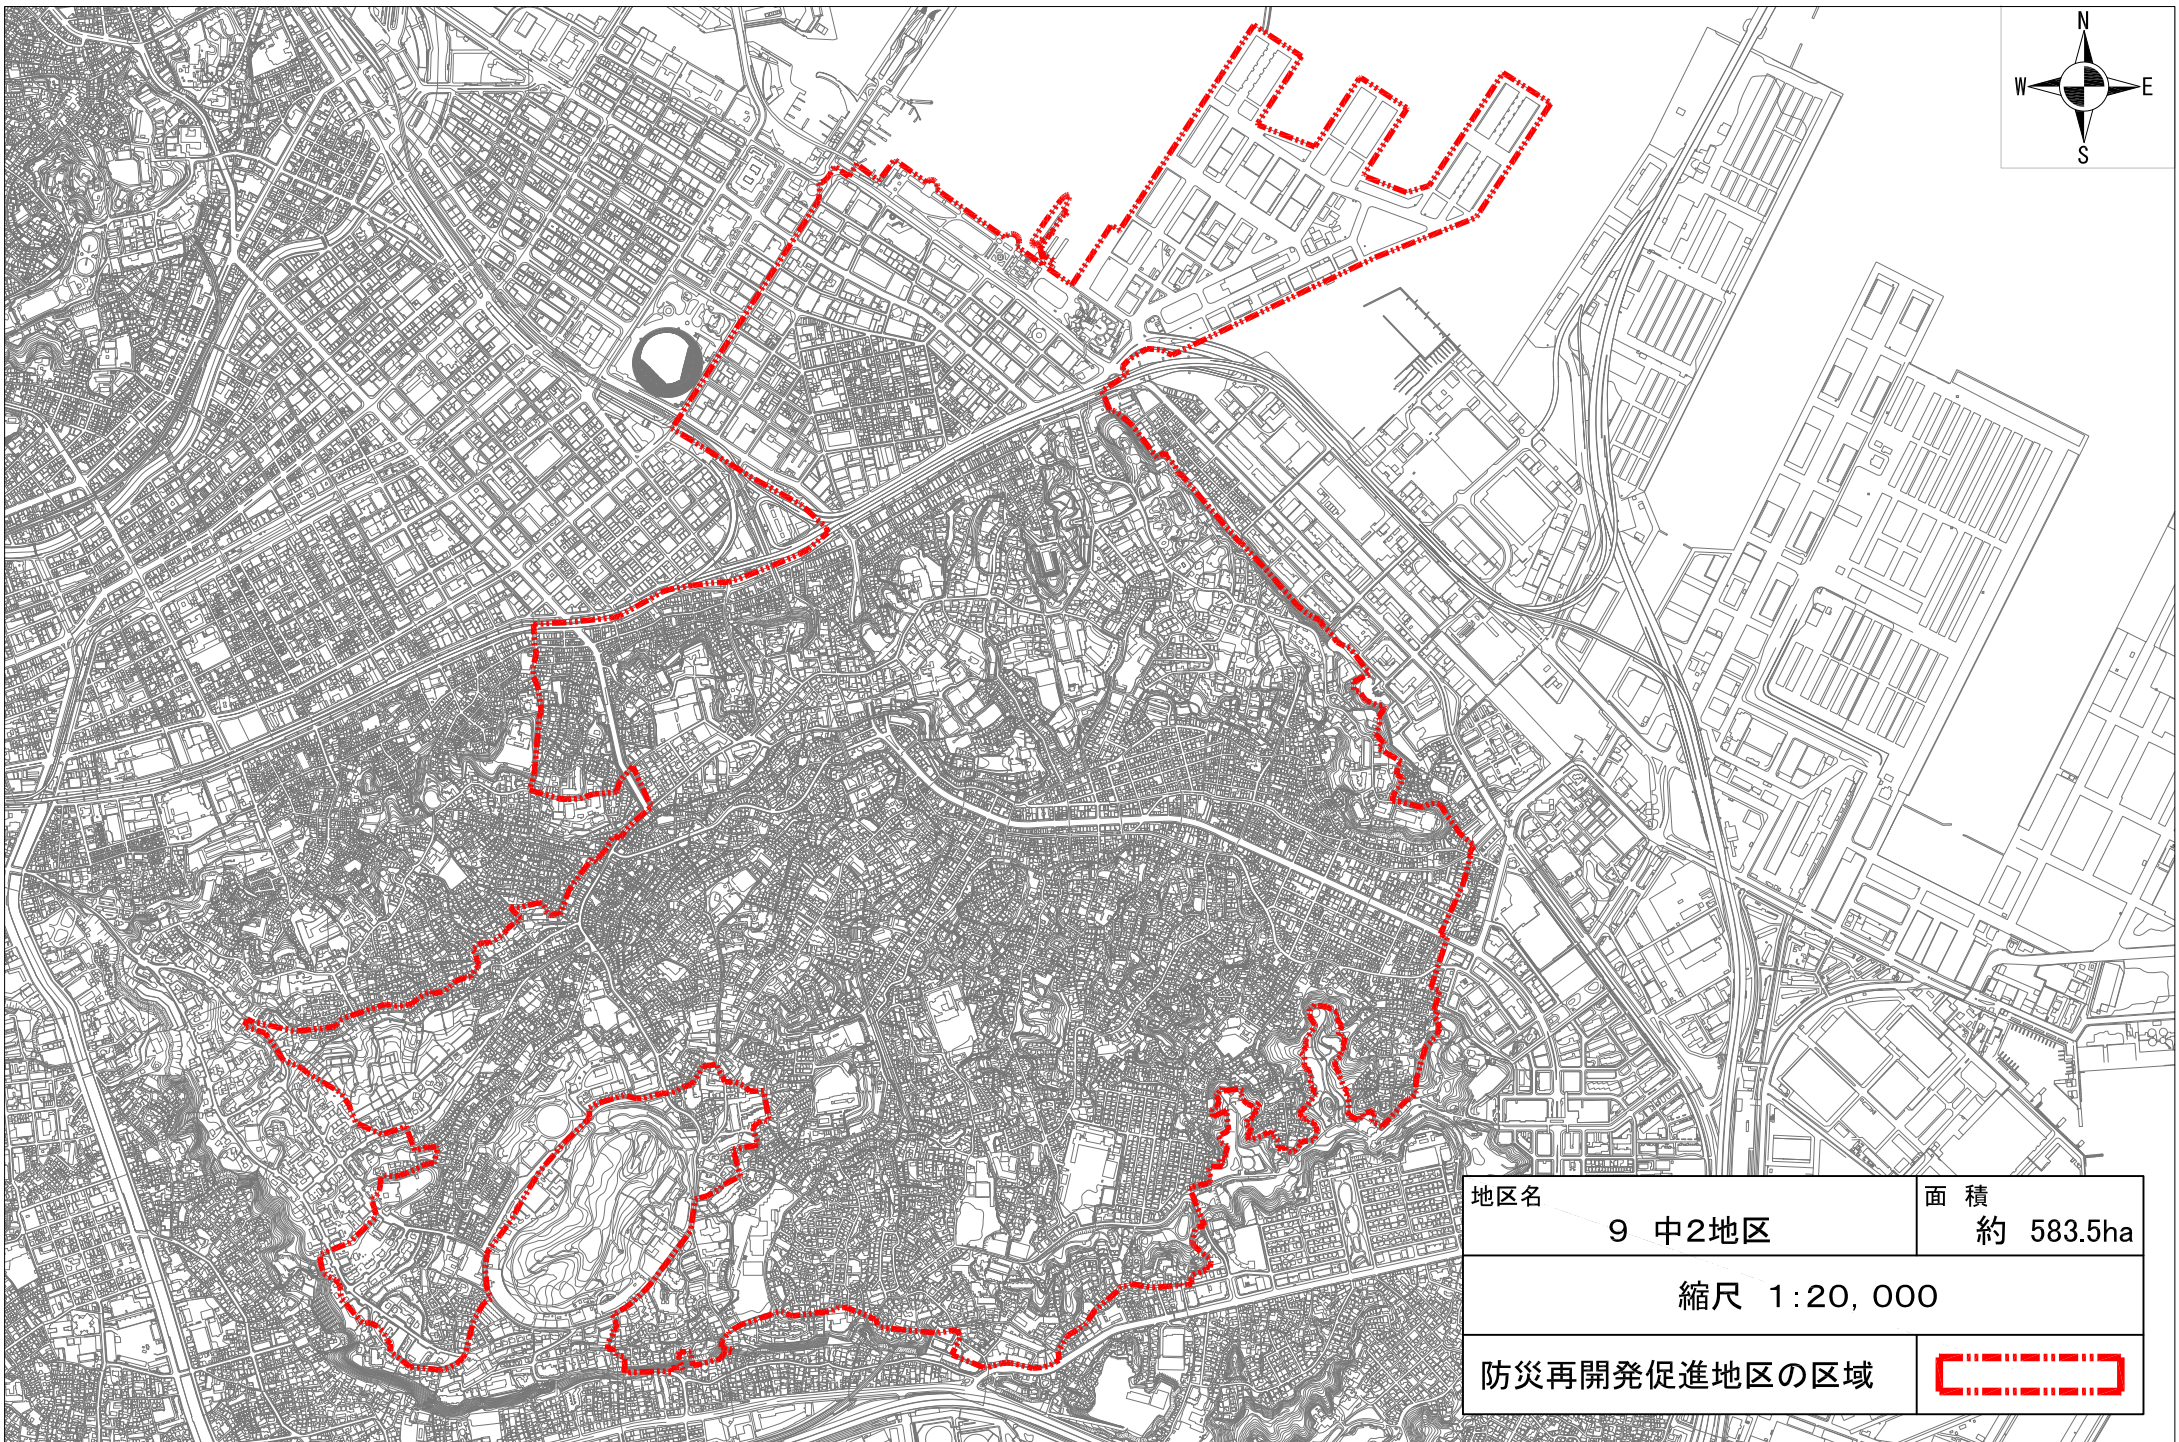 N
W E
S
地区名
9 中2地区
面 積
約 583.5ha
縮尺 1:20,000
防災再開発促進地区の区域